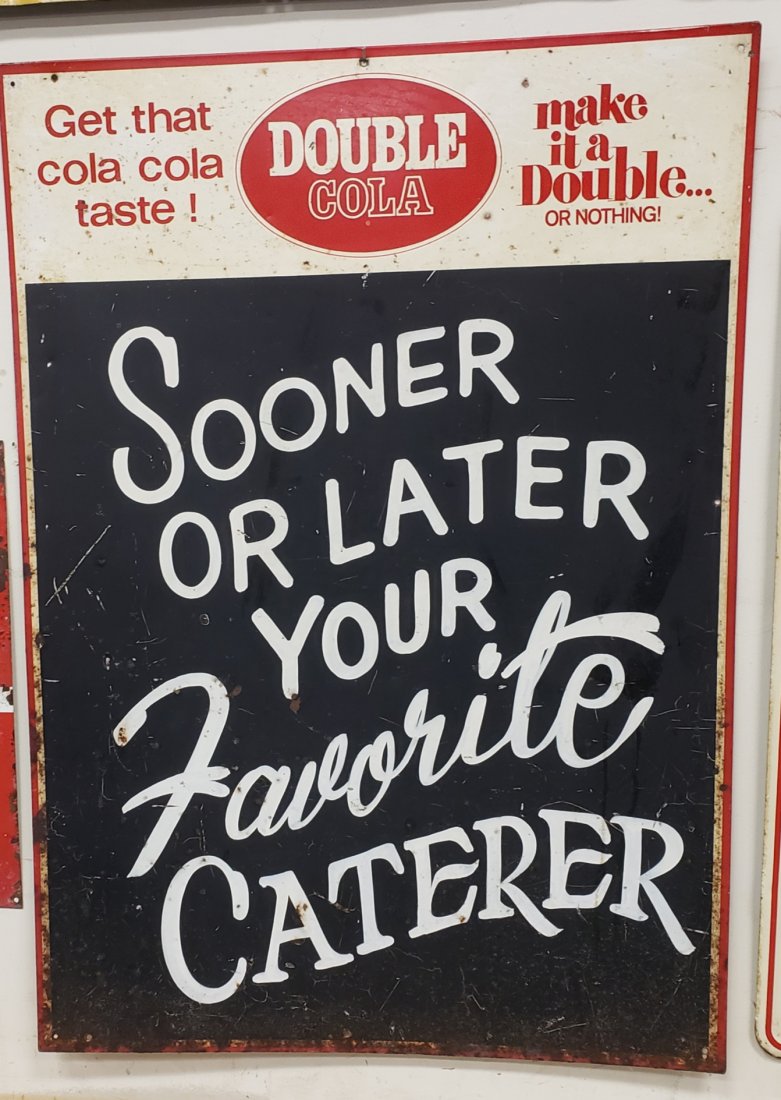 Get that
cola cola
taste !
DOUBLE
COLA
make
it a
Double...
OR NOTHING!
SOONER
OR LATER
YOUR
Favorite
CATERER